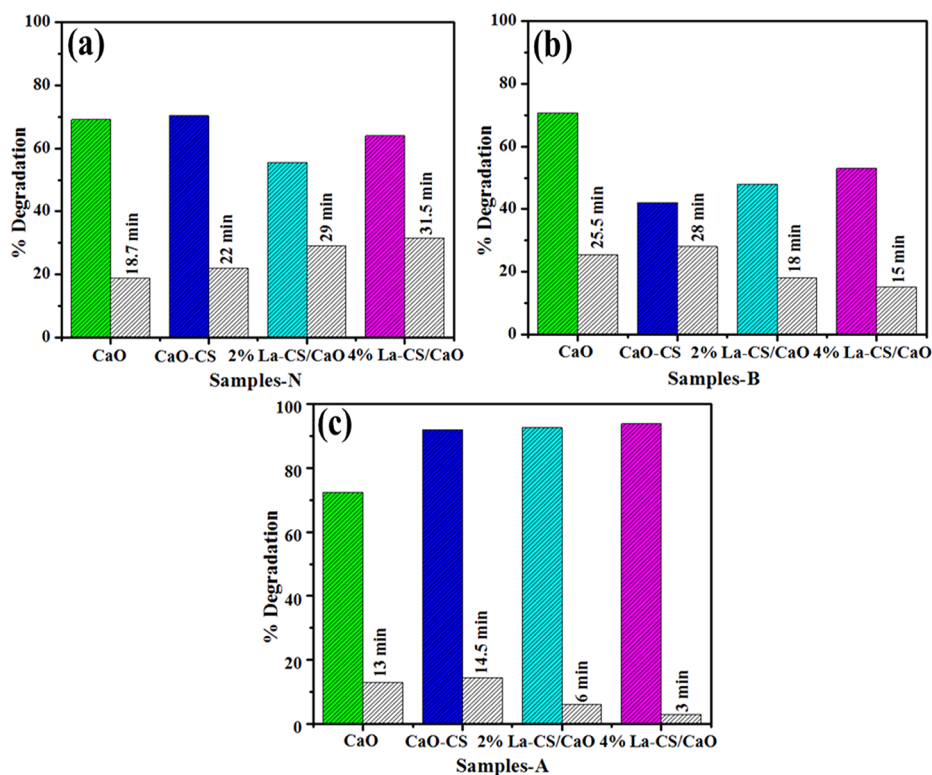 (a)
% Degradation
100
80
60
40
20
0
18.7 min
22 min
29 min
31.5 min
CaO CaO-CS 2% La-CS/CaO 4% La-CS/CaO
Samples-N
(b)
% Degradation
100
80
60
40
20
0
25.5 min
28 min
18 min
15 min
CaO CaO-CS 2% La-CS/CaO 4% La-CS/CaO
Samples-B
(c)
% Degradation
100
80
60
40
20
0
13 min
14.5 min
6 min
3 min
CaO CaO-CS 2% La-CS/CaO 4% La-CS/CaO
Samples-A